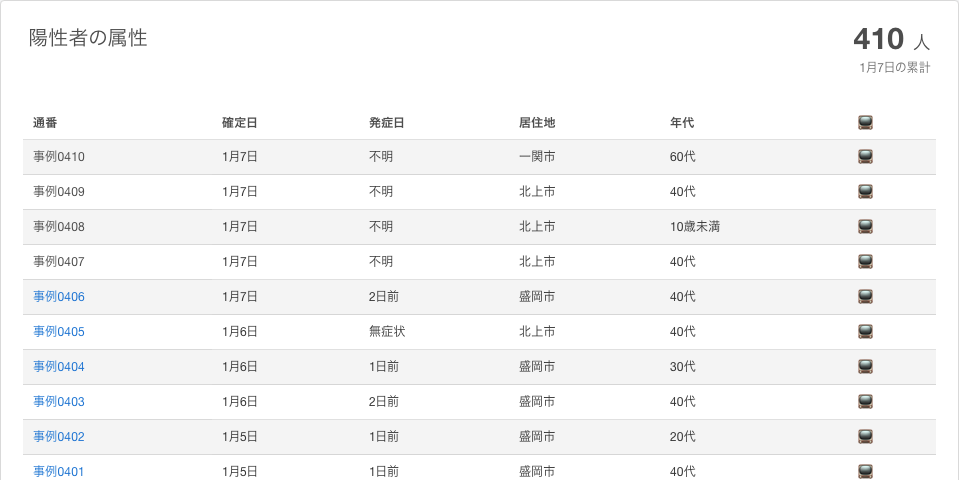 陽性者の属性
410 人
1月7日の累計
通番 確定日 発症日 居住地 年代
事例0410 1月7日 不明 一関市 60代
事例0409 1月7日 不明 北上市 40代
事例0408 1月7日 不明 北上市 10歳未満
事例0407 1月7日 不明 北上市 40代
事例0406 1月7日 2日前 盛岡市 40代
事例0405 1月6日 無症状 北上市 40代
事例0404 1月6日 1日前 盛岡市 30代
事例0403 1月6日 2日前 盛岡市 40代
事例0402 1月5日 1日前 盛岡市 20代
事例0401 1月5日 1日前 盛岡市 40代